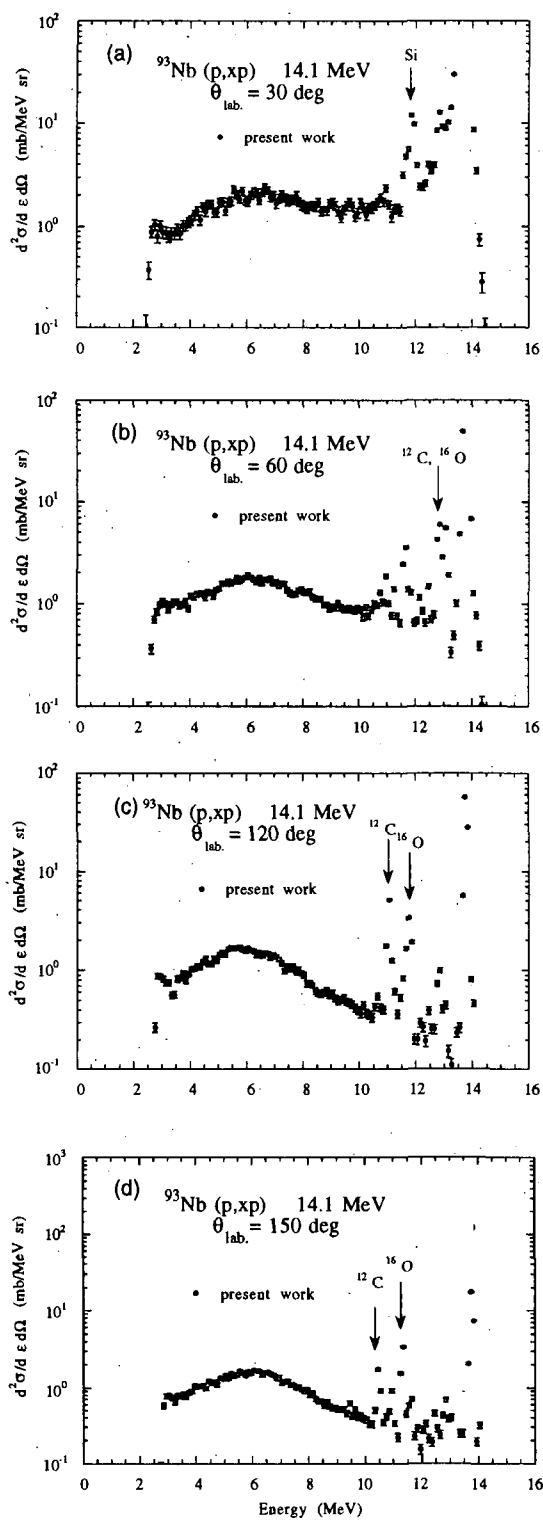 (a)
⁹³Nb (p,xp) 14.1 MeV
θ lab. = 30 deg
present work
Si
d²σ/d ε dΩ (mb/MeV sr)
10²
10¹
10⁰
10⁻¹
0 2 4 6 8 10 12 14 16
(b)
⁹³Nb (p,xp) 14.1 MeV
θ lab. = 60 deg
present work
¹²C, ¹⁶O
d²σ/d ε dΩ (mb/MeV sr)
10²
10¹
10⁰
10⁻¹
0 2 4 6 8 10 12 14 16
(c)
⁹³Nb (p,xp) 14.1 MeV
θ lab. = 120 deg
present work
¹²C ¹⁶O
d²σ/d ε dΩ (mb/MeV sr)
10²
10¹
10⁰
10⁻¹
0 2 4 6 8 10 12 14 16
(d)
⁹³Nb (p,xp) 14.1 MeV
θ lab. = 150 deg
present work
¹²C ¹⁶O
d²σ/d ε dΩ (mb/MeV sr)
10³
10²
10¹
10⁰
10⁻¹
0 2 4 6 8 10 12 14 16
Energy (MeV)